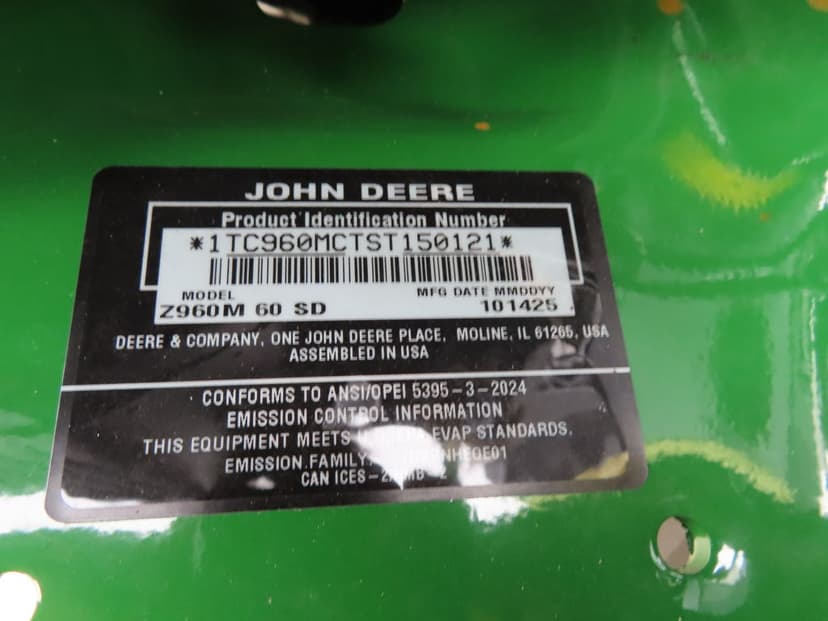 JOHN DEERE
Product Identification Number
*1TC960MCTST150121*
MODEL MFG DATE MMDDYY
Z960M 60 SD 101425
DEERE & COMPANY, ONE JOHN DEERE PLACE, MOLINE, IL 61265, USA
ASSEMBLED IN USA
CONFORMS TO ANSI/OPEI 5395-3-2024
EMISSION CONTROL INFORMATION
THIS EQUIPMENT MEETS EVAP STANDARDS.
EMISSION FAMILY
CAN